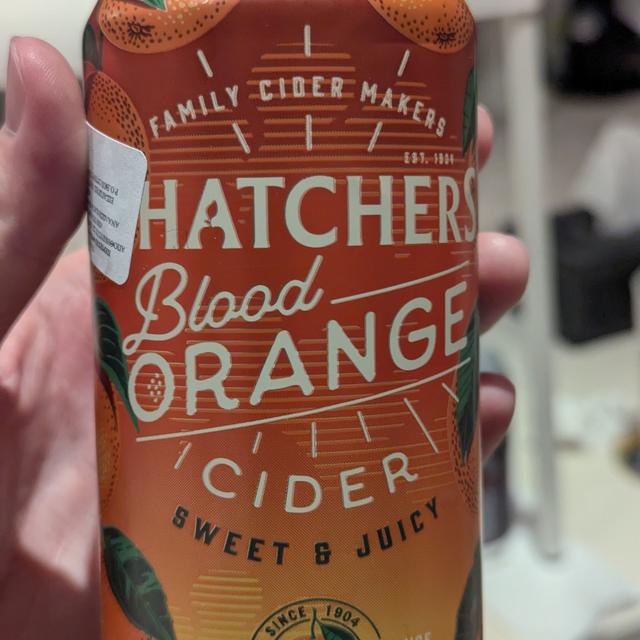 FAMILY CIDER MAKERS
EST. 1904
HATCHERS
Blood
ORANGE
CIDER
SWEET & JUICY
SINCE 1904